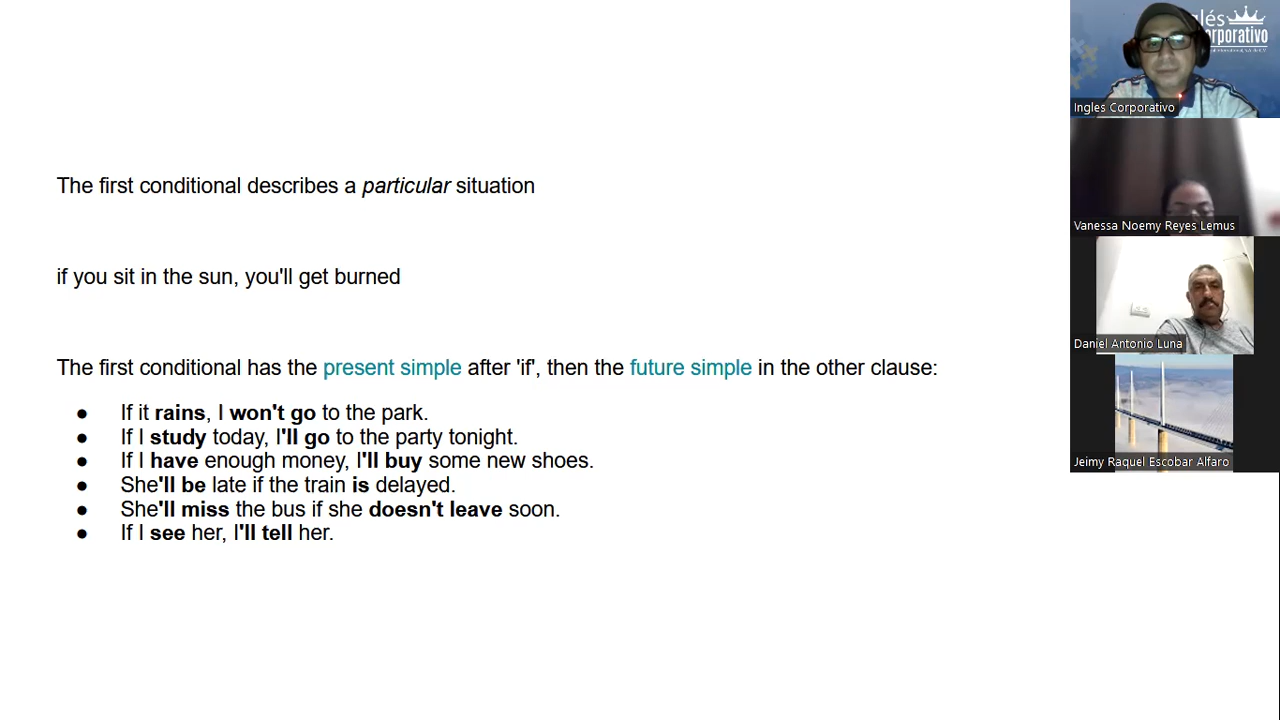 The first conditional describes a particular situation
if you sit in the sun, you'll get burned
The first conditional has the present simple after 'if', then the future simple in the other clause:
● If it rains, I won't go to the park.
● If I study today, I'll go to the party tonight.
● If I have enough money, I'll buy some new shoes.
● She'll be late if the train is delayed.
● She'll miss the bus if she doesn't leave soon.
● If I see her, I'll tell her.
Ingles Corporativo
Vanessa Noemy Reyes Lemus
Daniel Antonio Luna
Jeimy Raquel Escobar Alfaro